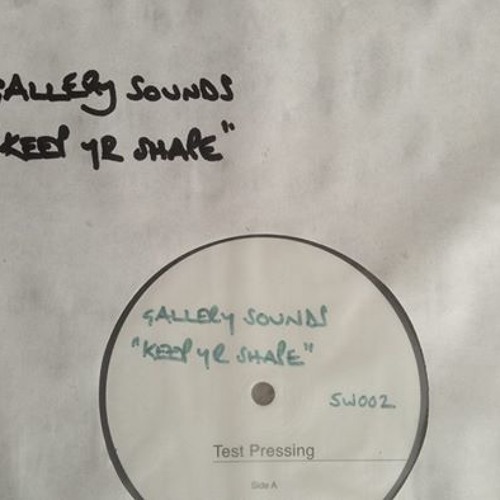 GALLERY SOUNDS
KEEP YR SHAPE"
GALLERY SOUNDS
"KEEP YR SHAPE"
SW002
Test Pressing
Side A